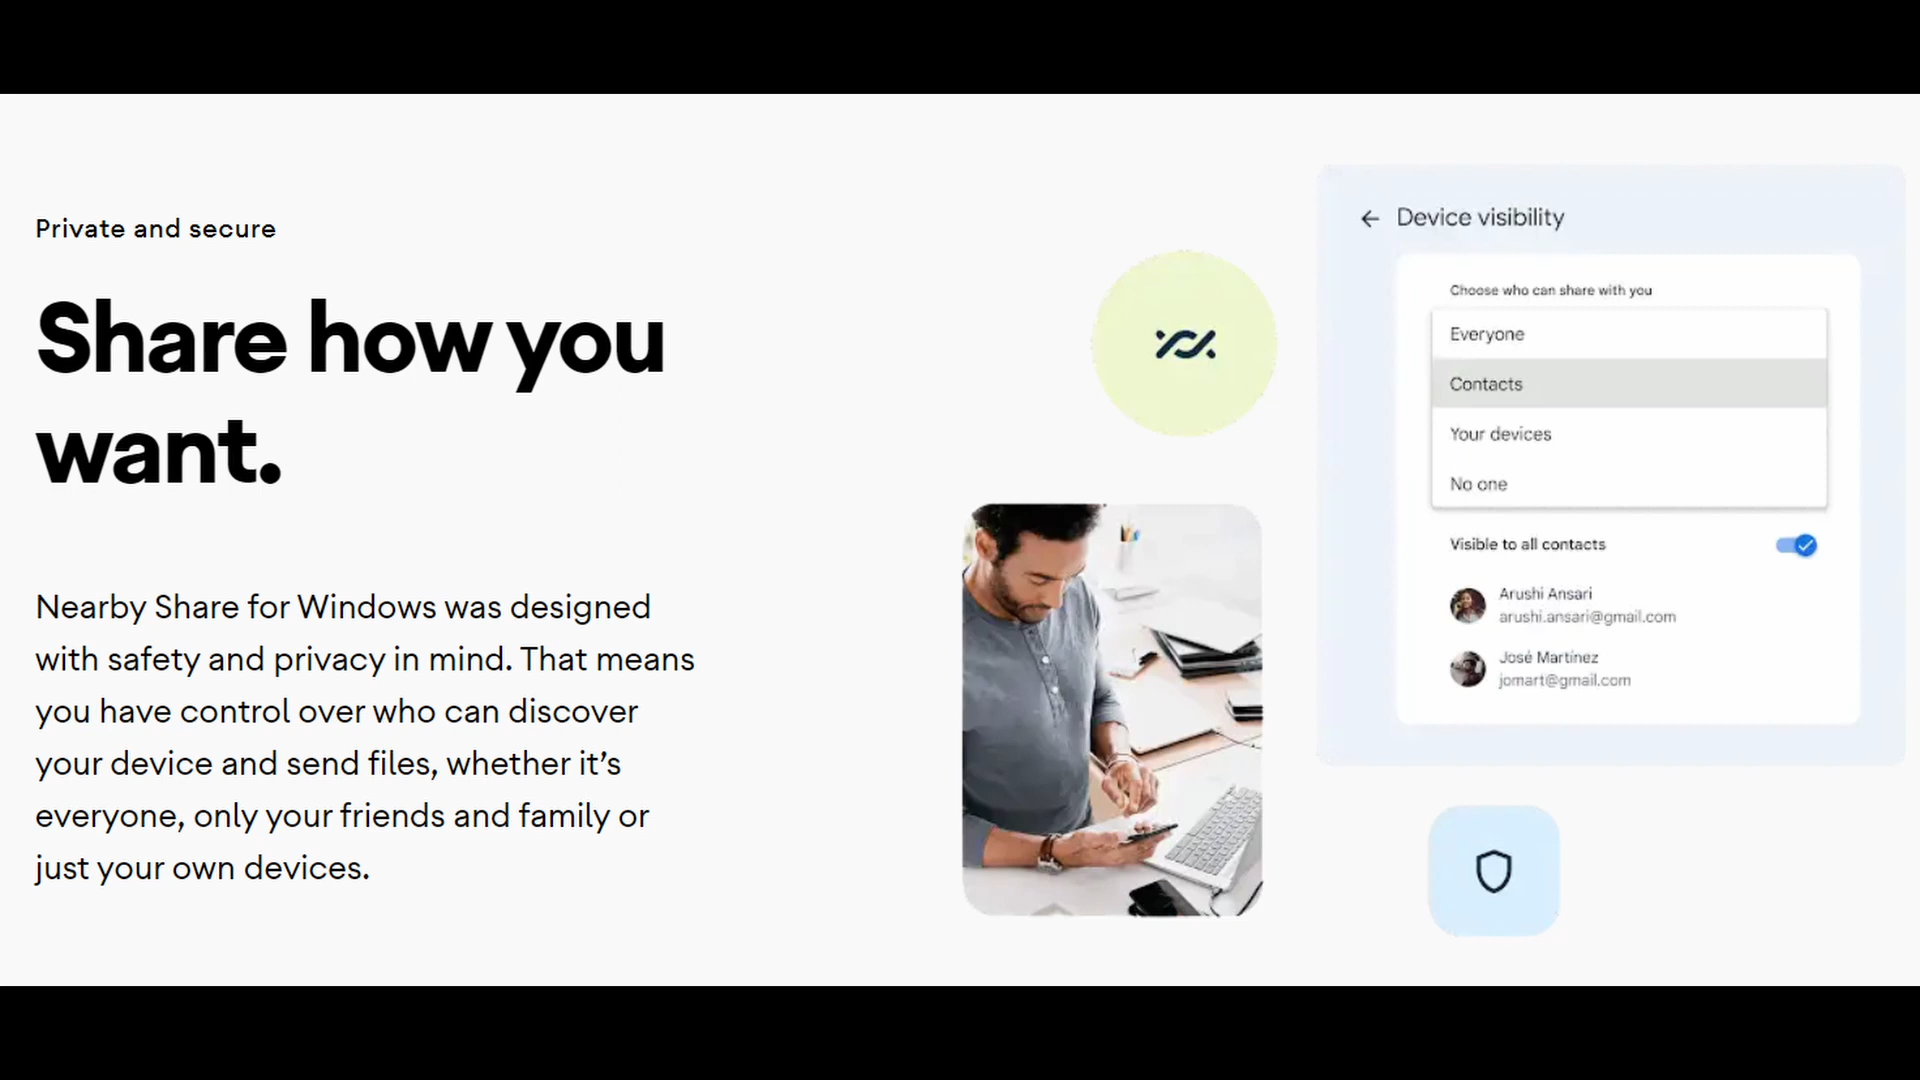 Private and secure
Share how you
want.
Nearby Share for Windows was designed
with safety and privacy in mind. That means
you have control over who can discover
your device and send files, whether it’s
everyone, only your friends and family or
just your own devices.
Device visibility
Choose who can share with you
Everyone
Contacts
Your devices
No one
Visible to all contacts
Arushi Ansari
arushi.ansari@gmail.com
José Martínez
jomart@gmail.com